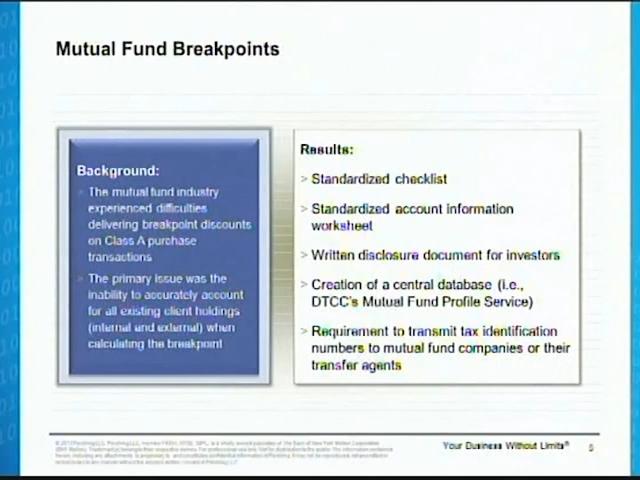 Mutual Fund Breakpoints
Background:
> The mutual fund industry
experienced difficulties
delivering breakpoint discounts
on Class A purchase
transactions
> The primary issue was the
inability to accurately account
for all existing client holdings
(internal and external) when
calculating the breakpoint
Results:
> Standardized checklist
> Standardized account information
worksheet
> Written disclosure document for investors
> Creation of a central database (i.e.,
DTCC's Mutual Fund Profile Service)
> Requirement to transmit tax identification
numbers to mutual fund companies or their
transfer agents
Your Business Without Limits®